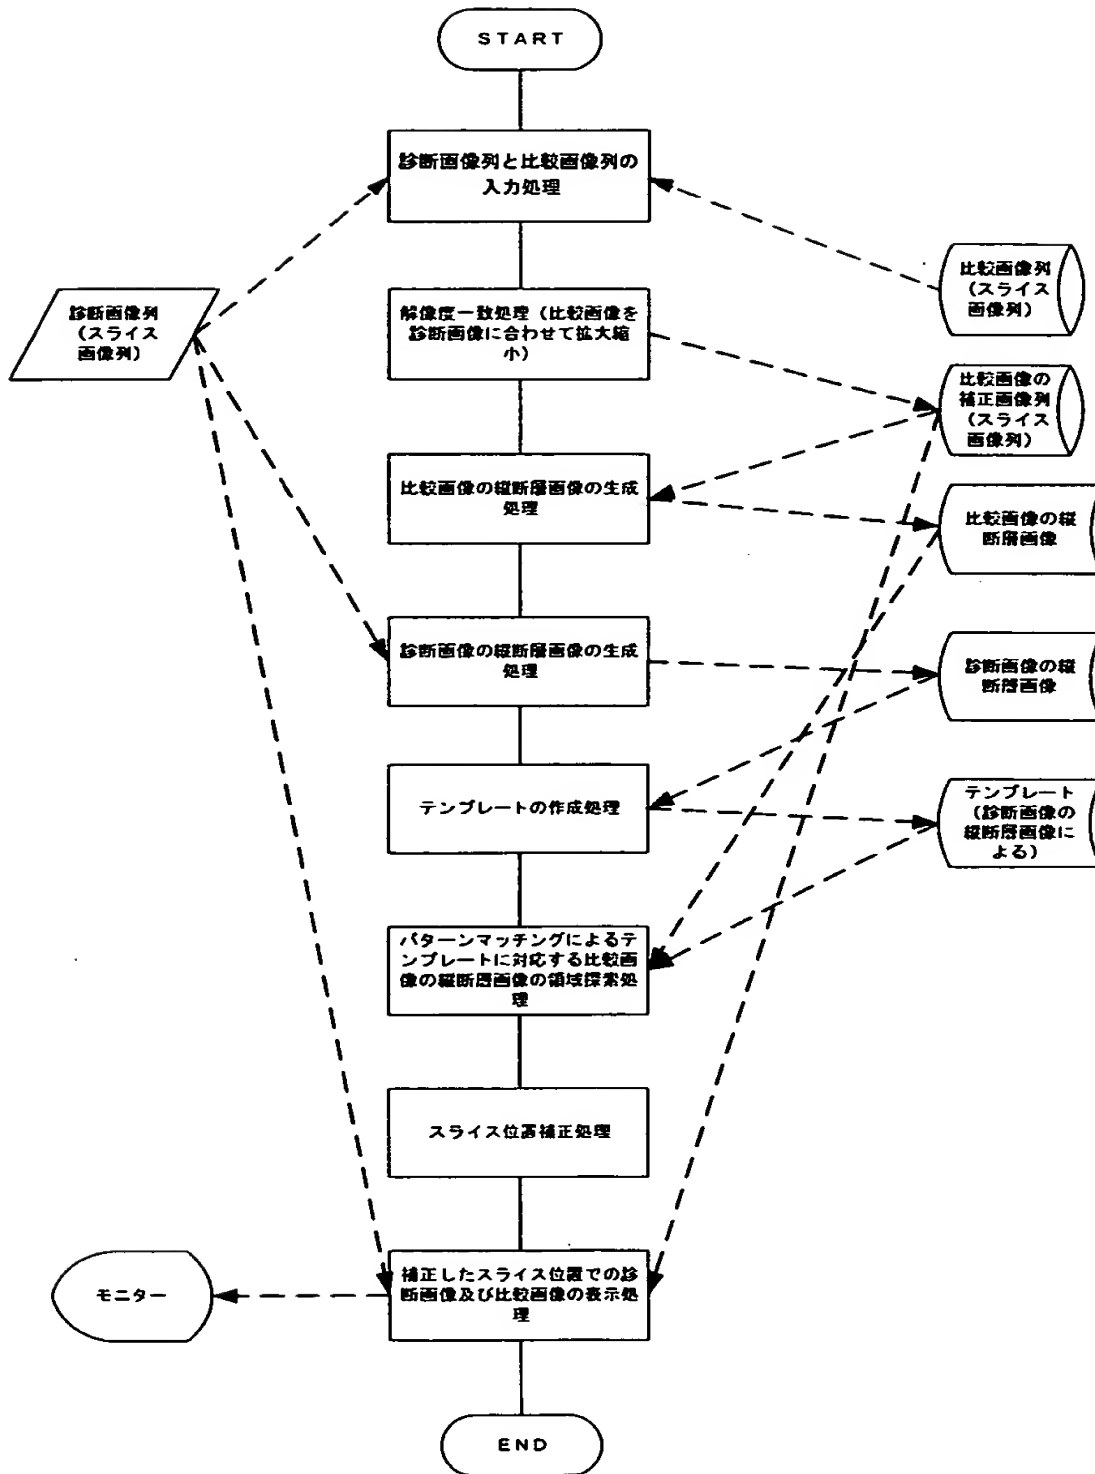 START
診断画像列と比較画像列の
入力処理
診断画像列
(スライス
画像列)
比較画像列
(スライス
画像列)
解像度一致処理(比較画像を
診断画像に合わせて拡大縮
小)
比較画像の
補正画像列
(スライス
画像列)
比較画像の縦断層画像の生成
処理
比較画像の縦
断層画像
診断画像の縦断層画像の生成
処理
診断画像の縦
断層画像
テンプレートの作成処理
テンプレート
(診断画像の
縦断層画像に
よる)
パターンマッチングによるテ
ンプレートに対応する比較画
像の縦断層画像の領域探索処
理
スライス位置補正処理
補正したスライス位置での診
断画像及び比較画像の表示処
理
モニター
END